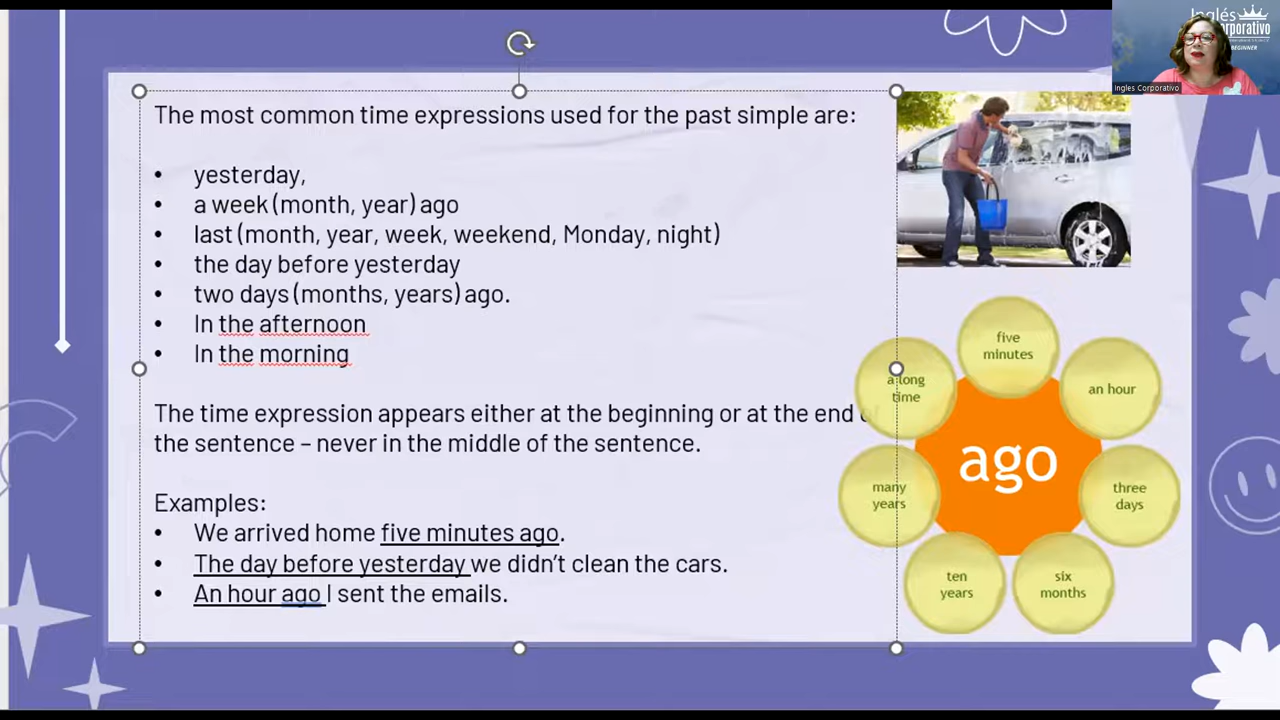 Inglés
Corporativo
BEGINNER
Ingles Corporativo
The most common time expressions used for the past simple are:
• yesterday,
• a week (month, year) ago
• last (month, year, week, weekend, Monday, night)
• the day before yesterday
• two days (months, years) ago.
• In the afternoon
• In the morning
The time expression appears either at the beginning or at the end of
the sentence – never in the middle of the sentence.
Examples:
• We arrived home five minutes ago.
• The day before yesterday we didn't clean the cars.
• An hour ago I sent the emails.
five
minutes
a long
time
an hour
ago
many
years
three
days
ten
years
six
months